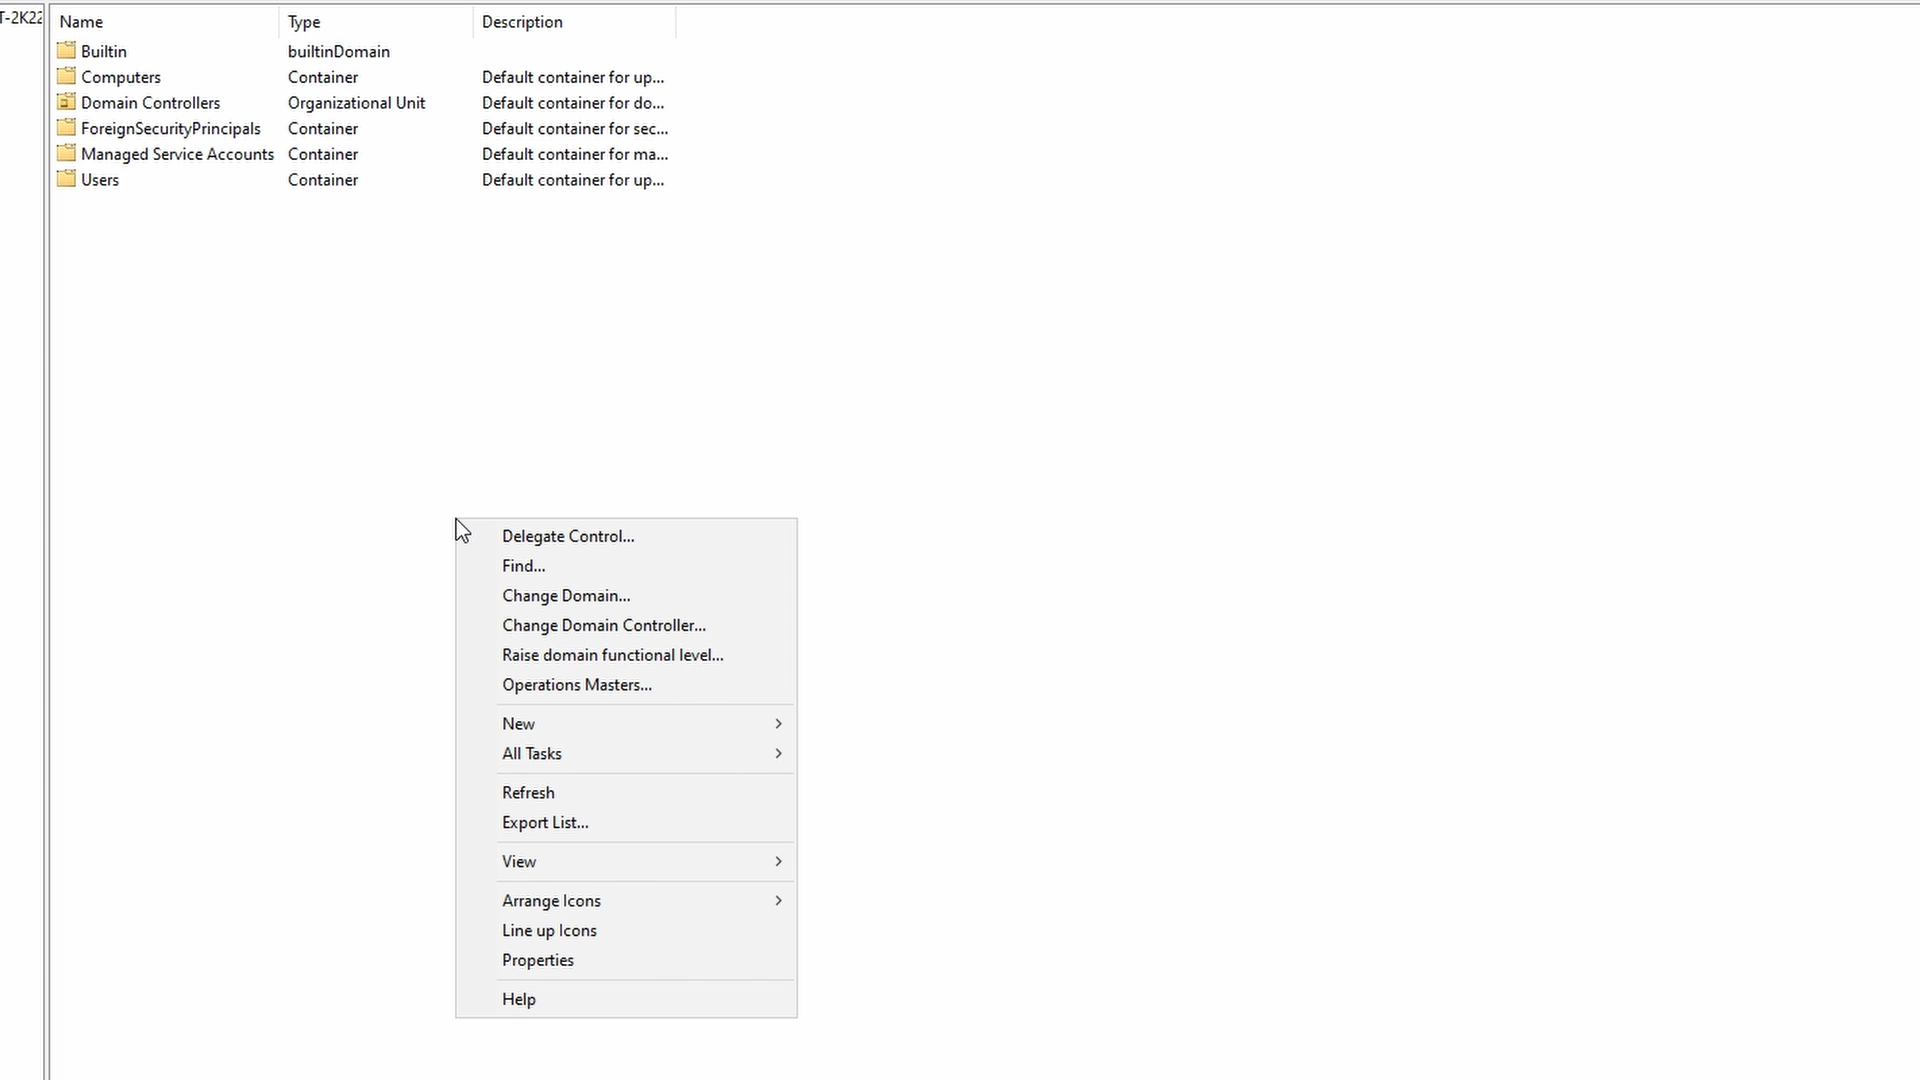 T-2K22
Name Type Description
Builtin builtinDomain
Computers Container Default container for up...
Domain Controllers Organizational Unit Default container for do...
ForeignSecurityPrincipals Container Default container for sec...
Managed Service Accounts Container Default container for ma...
Users Container Default container for up...
Delegate Control...
Find...
Change Domain...
Change Domain Controller...
Raise domain functional level...
Operations Masters...
New
All Tasks
Refresh
Export List...
View
Arrange Icons
Line up Icons
Properties
Help